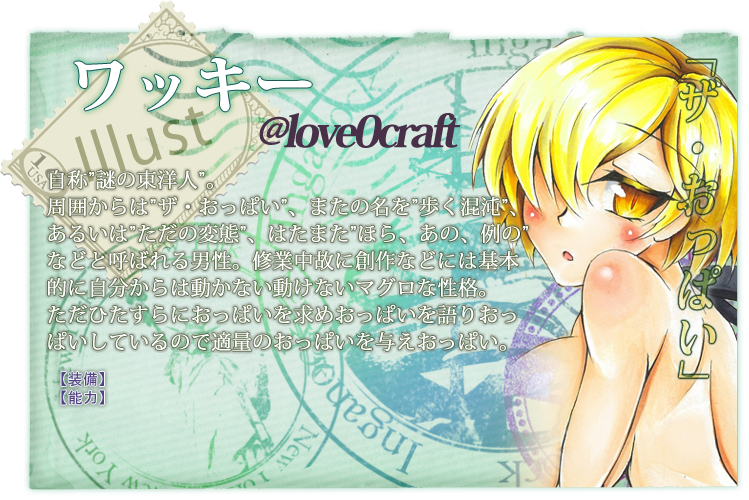 ワッキー
Illust
1
USA
@love0craft
自称"謎の東洋人"。
周囲からは"ザ・おっぱい"、またの名を"歩く混沌"、
あるいは"ただの変態"、はたまた"ほら、あの、例の"
などと呼ばれる男性。修業中故に創作などには基本
的に自分からは動かない動けないマグロな性格。
ただひたすらにおっぱいを求めおっぱいを語りおっ
ぱいしているので適量のおっぱいを与えおっぱい。
【装備】
【能力】
「ザ・おっぱい」
New York